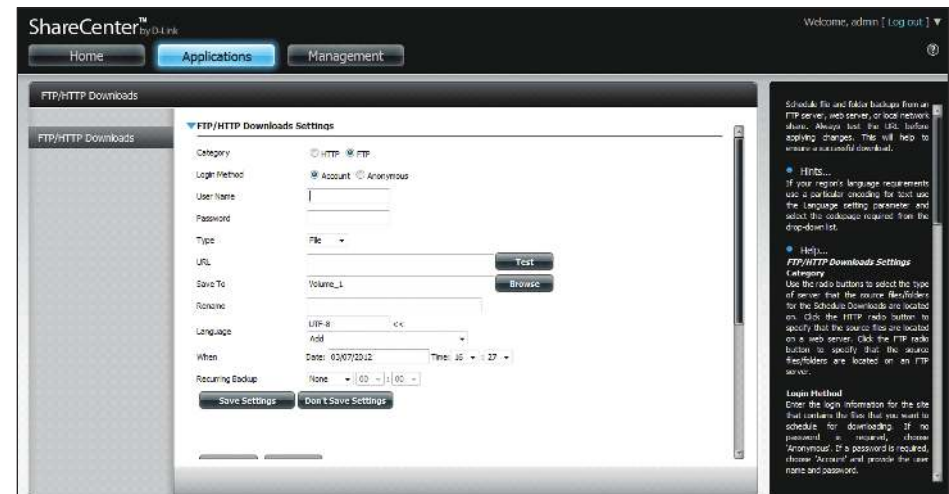 ShareCenter™ by D-Link
Welcome, admin [ Log out ]
Home
Applications
Management
FTP/HTTP Downloads
FTP/HTTP Downloads
FTP/HTTP Downloads Settings
Category HTTP FTP
Login Method Account Anonymous
User Name
Password
Type File
URL Test
Save To Volume_1 Browse
Rename
Language UTF-8 <<
Add
When Date: 03/07/2012 Time: 16 : 27
Recurring Backup None 00 : 00
Save Settings Don't Save Settings
Schedule file and folder backups from an
FTP server, web server, or local network
share. Always test the URL before
applying changes. This will help to
ensure a successful download.
Hints...
If your region's language requirements
use a particular encoding for text use
the Language setting parameter and
select the codepage required from the
drop-down list.
Help...
FTP/HTTP Downloads Settings
Category
Use the radio buttons to select the type
of server that the source files/folders
for the Schedule Downloads are located
on. Click the HTTP radio button to
specify that the source files are located
on a web server. Click the FTP radio
button to specify that the source
files/folders are located on an FTP
server.
Login Method
Enter the login information for the site
that contains the files that you want to
schedule for downloading. If no
password is required, choose
'Anonymous'. If a password is required,
choose 'Account' and provide the user
name and password.